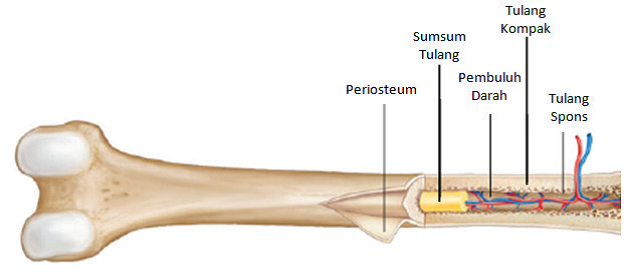 Periosteum
Sumsum
Tulang
Pembuluh
Darah
Tulang
Kompak
Tulang
Spons